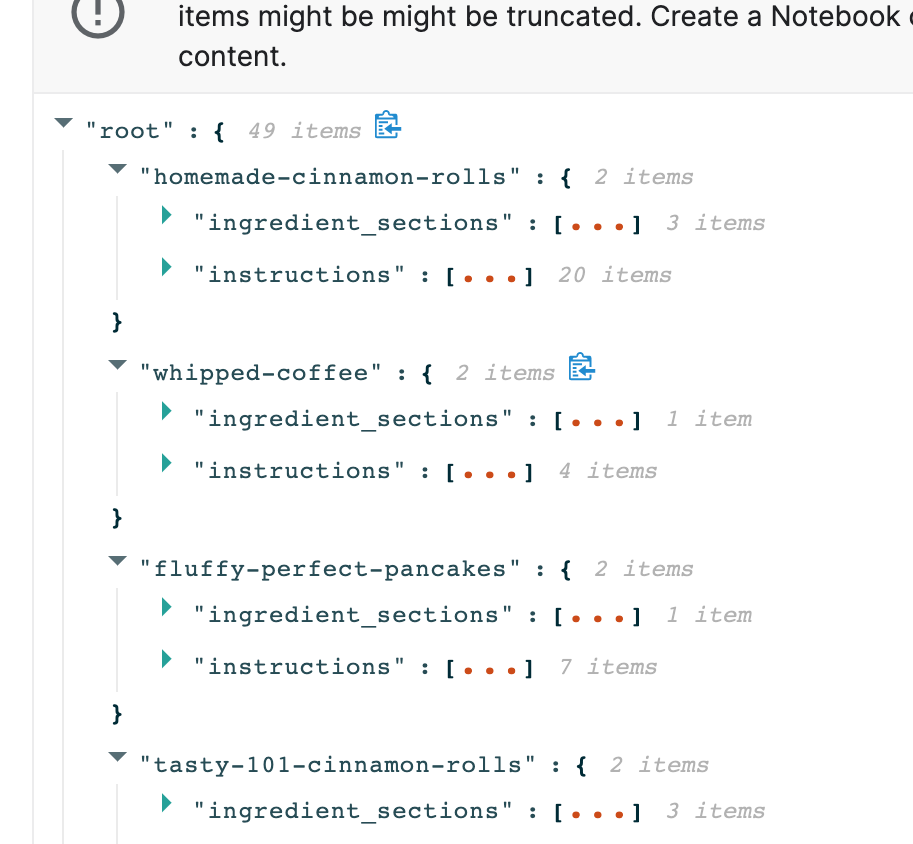 items might be might be truncated. Create a Notebook
content.
"root" : { 49 items
"homemade-cinnamon-rolls" : { 2 items
"ingredient_sections" : [...] 3 items
"instructions" : [...] 20 items
}
"whipped-coffee" : { 2 items
"ingredient_sections" : [...] 1 item
"instructions" : [...] 4 items
}
"fluffy-perfect-pancakes" : { 2 items
"ingredient_sections" : [...] 1 item
"instructions" : [...] 7 items
}
"tasty-101-cinnamon-rolls" : { 2 items
"ingredient_sections" : [...] 3 items